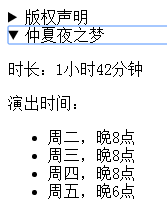 版权声明
仲夏夜之梦
时长：1小时42分钟
演出时间：
周二，晚8点
周三，晚8点
周四，晚8点
周五，晚6点